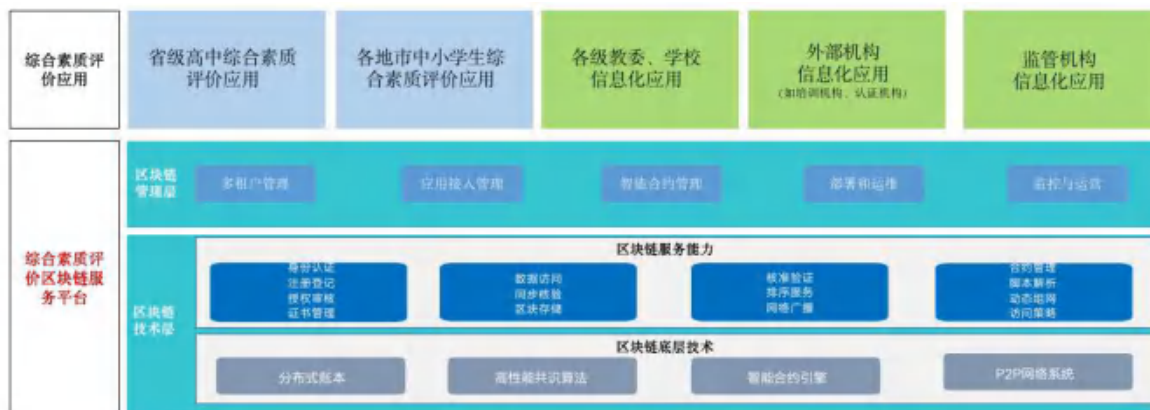 综合素质评
价应用
省级高中综合素质
评价应用
各地市中小学生综
合素质评价应用
各级教委、学校
信息化应用
外部机构
信息化应用
(如培训机构、认证机构)
监管机构
信息化应用
综合素质评
价区块链服
务平台
区块链
管理层
多租户管理
应用接入管理
智能合约管理
部署和运维
监控与运营
区块链
技术层
区块链服务能力
身份认证
注册登记
授权审核
证书管理
数据访问
同步核验
区块存储
核准验证
排序服务
网络广播
合约管理
脚本解析
动态组网
访问策略
区块链底层技术
分布式账本
高性能共识算法
智能合约引擎
P2P网络系统